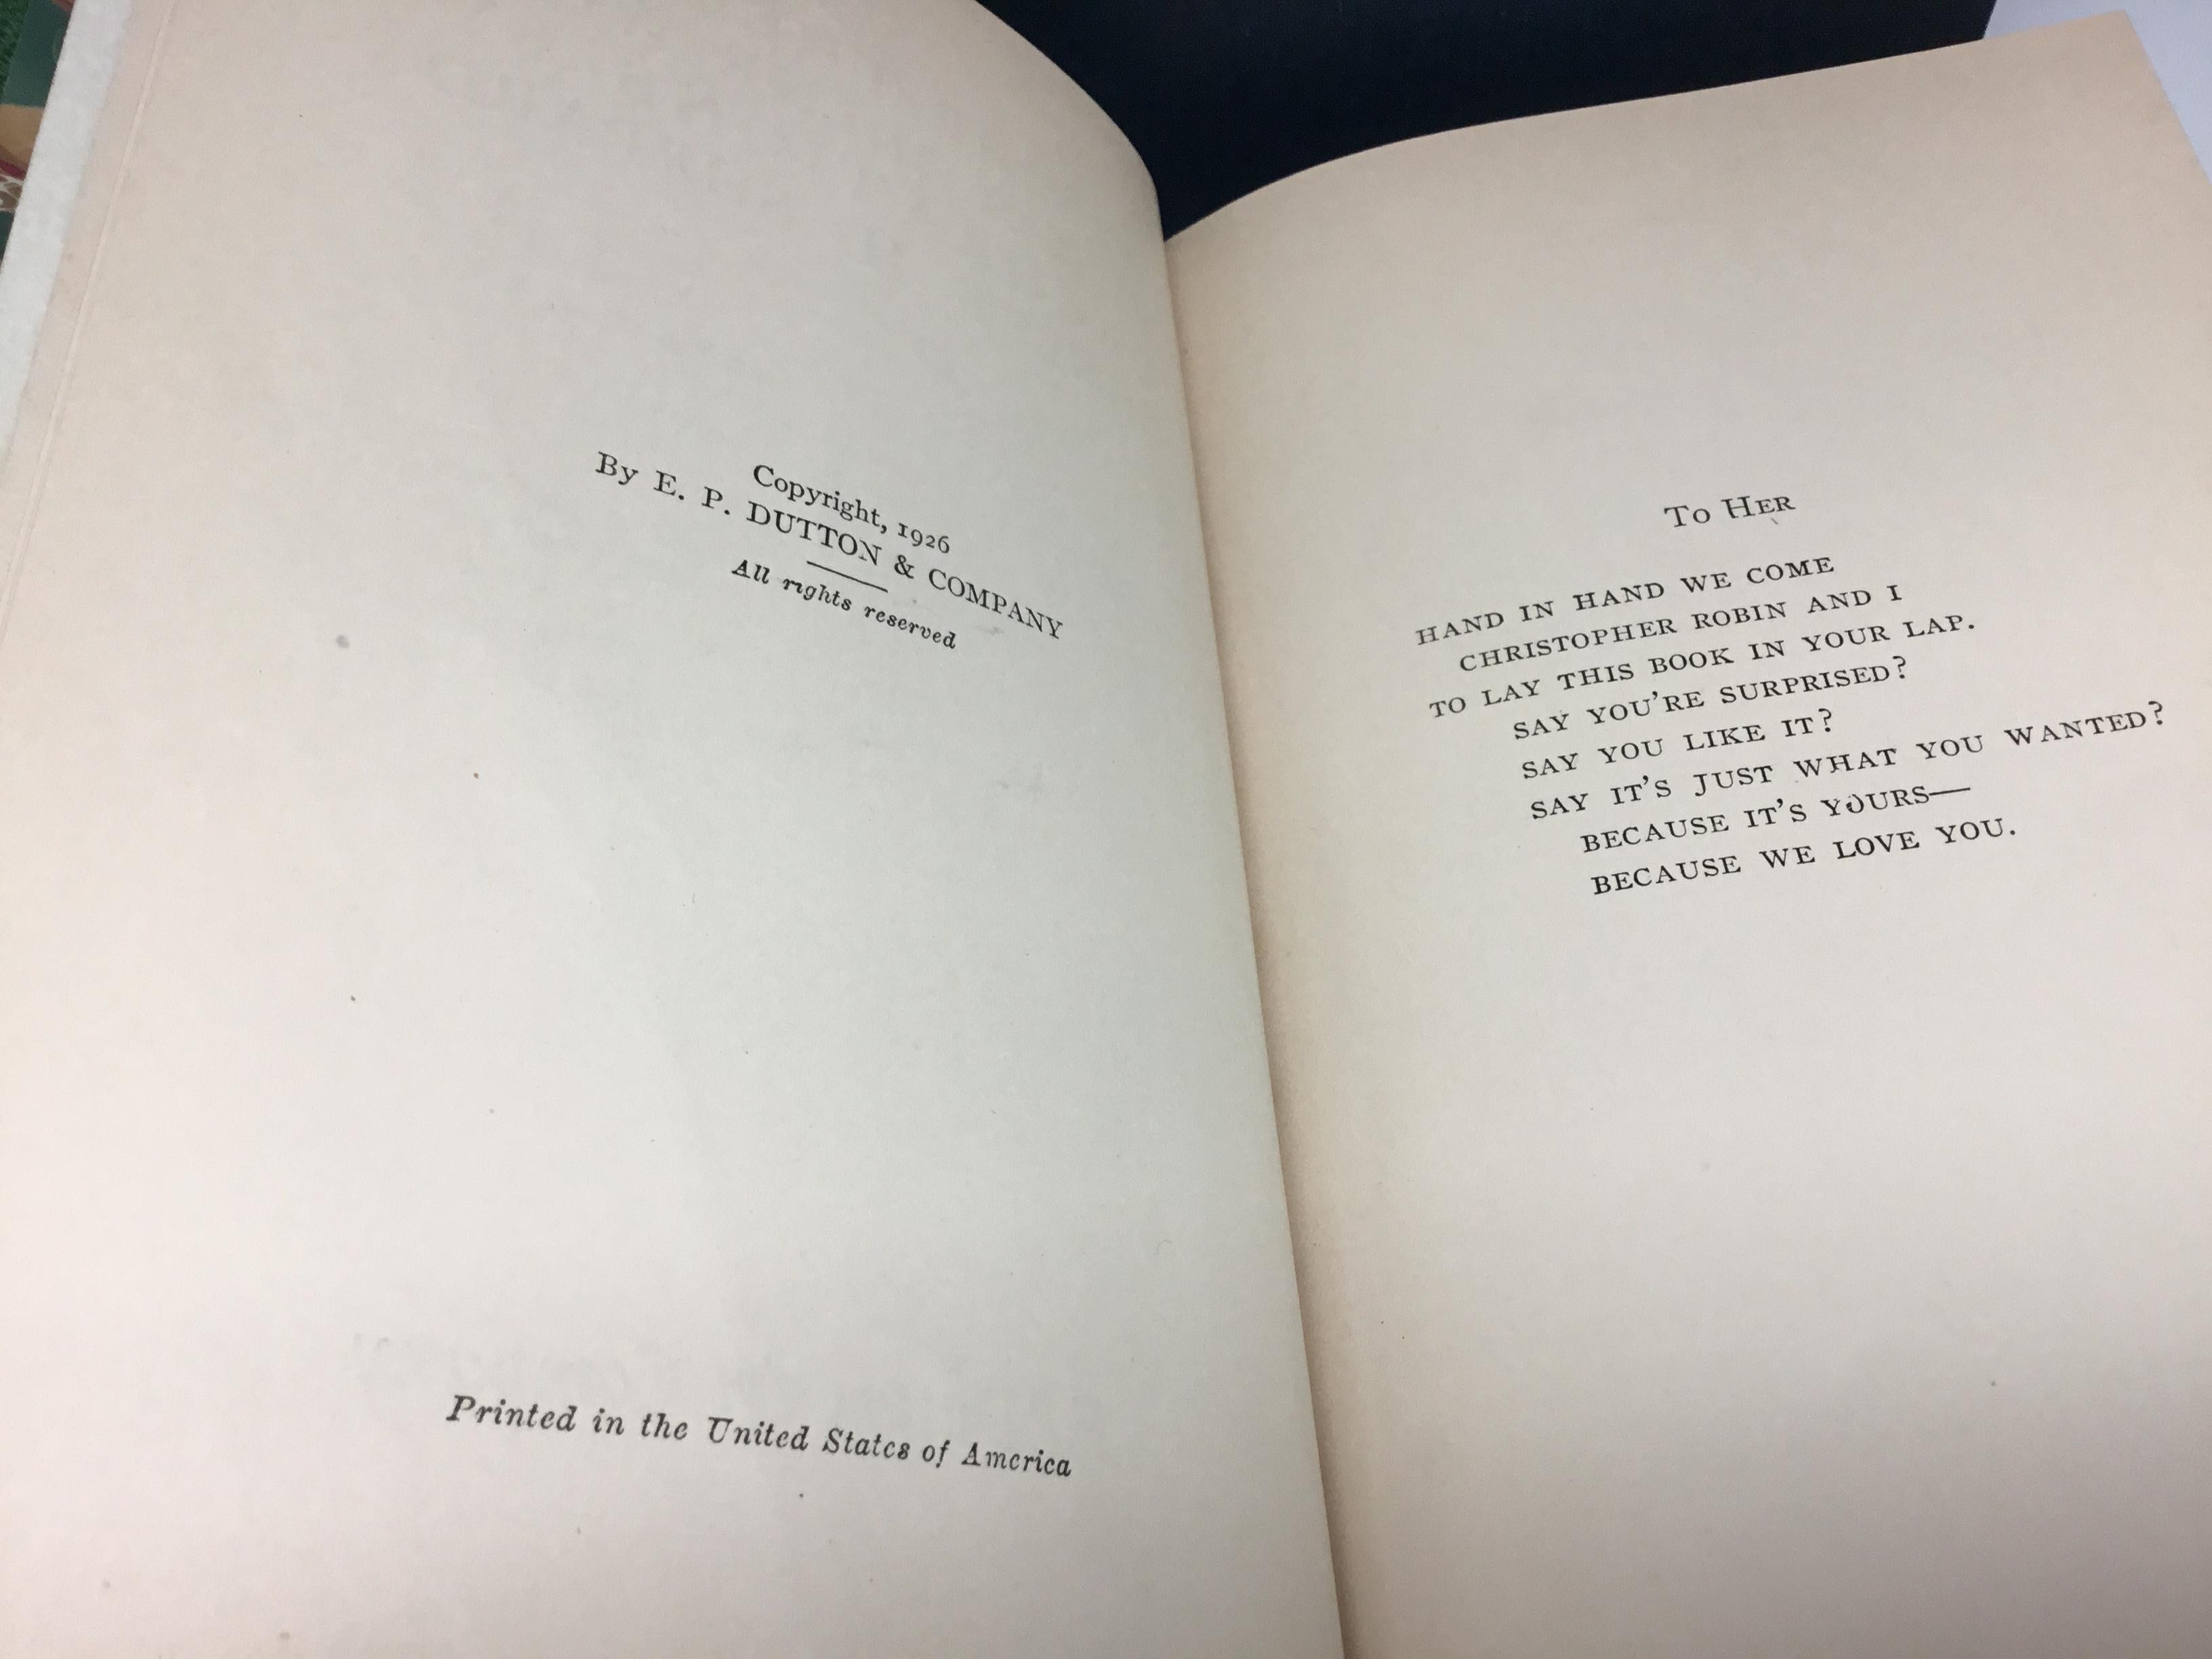 Copyright, 1926
By E. P. DUTTON & COMPANY
All rights reserved
Printed in the United States of America
To Her
HAND IN HAND WE COME
CHRISTOPHER ROBIN AND I
TO LAY THIS BOOK IN YOUR LAP.
SAY YOU'RE SURPRISED?
SAY YOU LIKE IT?
SAY IT'S JUST WHAT YOU WANTED?
BECAUSE IT'S YOURS—
BECAUSE WE LOVE YOU.